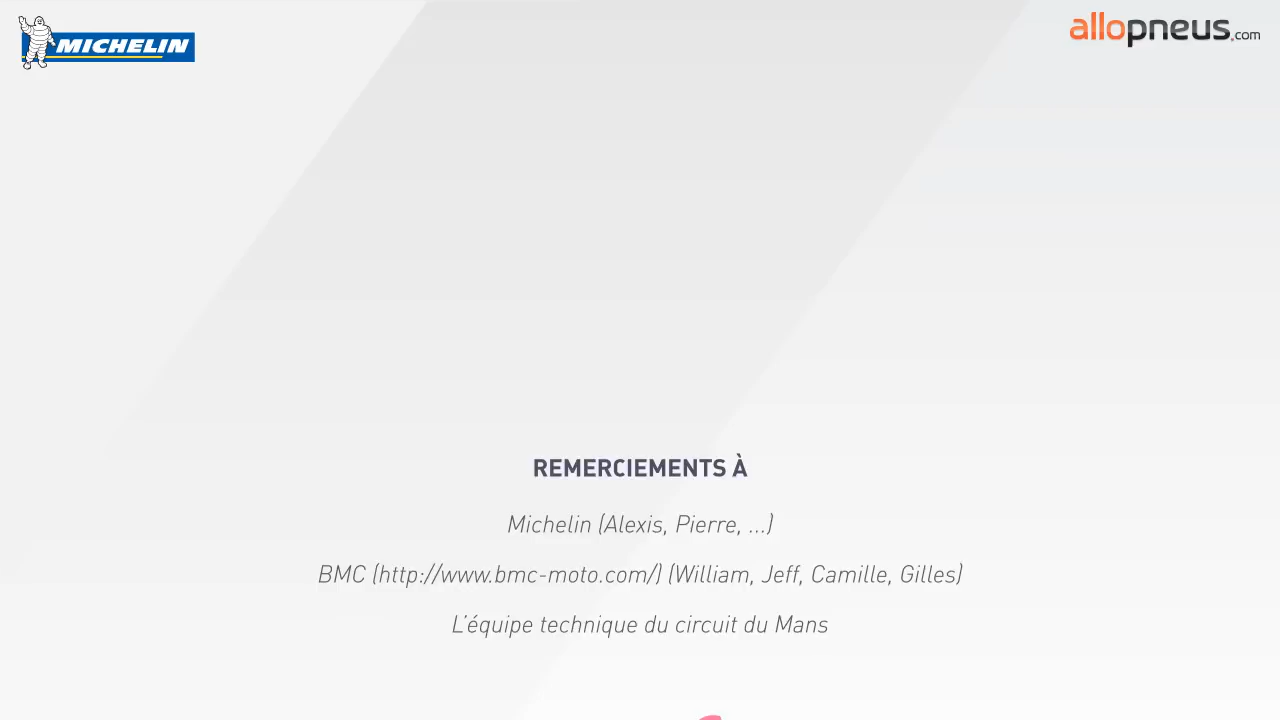 MICHELIN
allopneus.com
REMERCIEMENTS À
Michelin (Alexis, Pierre, ...)
BMC (http://www.bmc-moto.com/) (William, Jeff, Camille, Gilles)
L'équipe technique du circuit du Mans